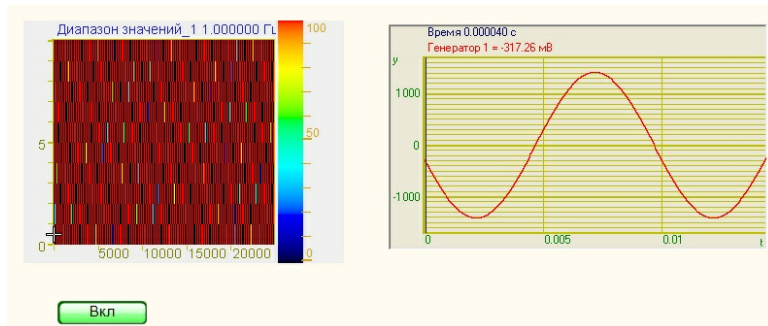 Диапазон значений_1 1.000000 Гц
100
50
0
5
0
5000 10000 15000 20000
Время 0.000040 с
Генератор 1 = -317.26 мВ
y
1000
0
-1000
0 0.005 0.01 t
Вкл